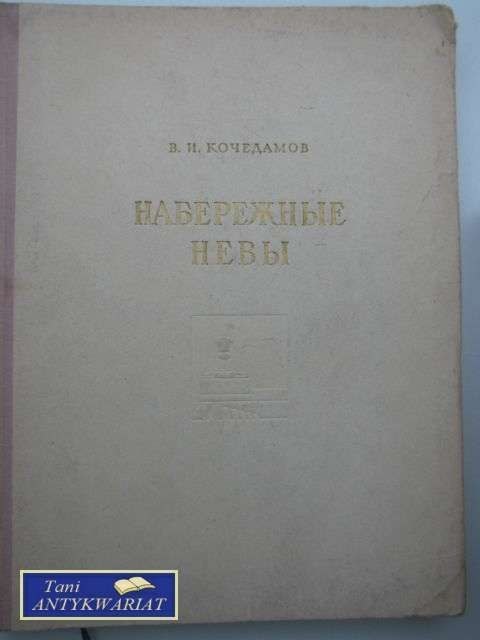 В. И. КОЧЕДАМОВ
НАБЕРЕЖНЫЕ
НЕВЫ
Tani
ANTYKWARIAT